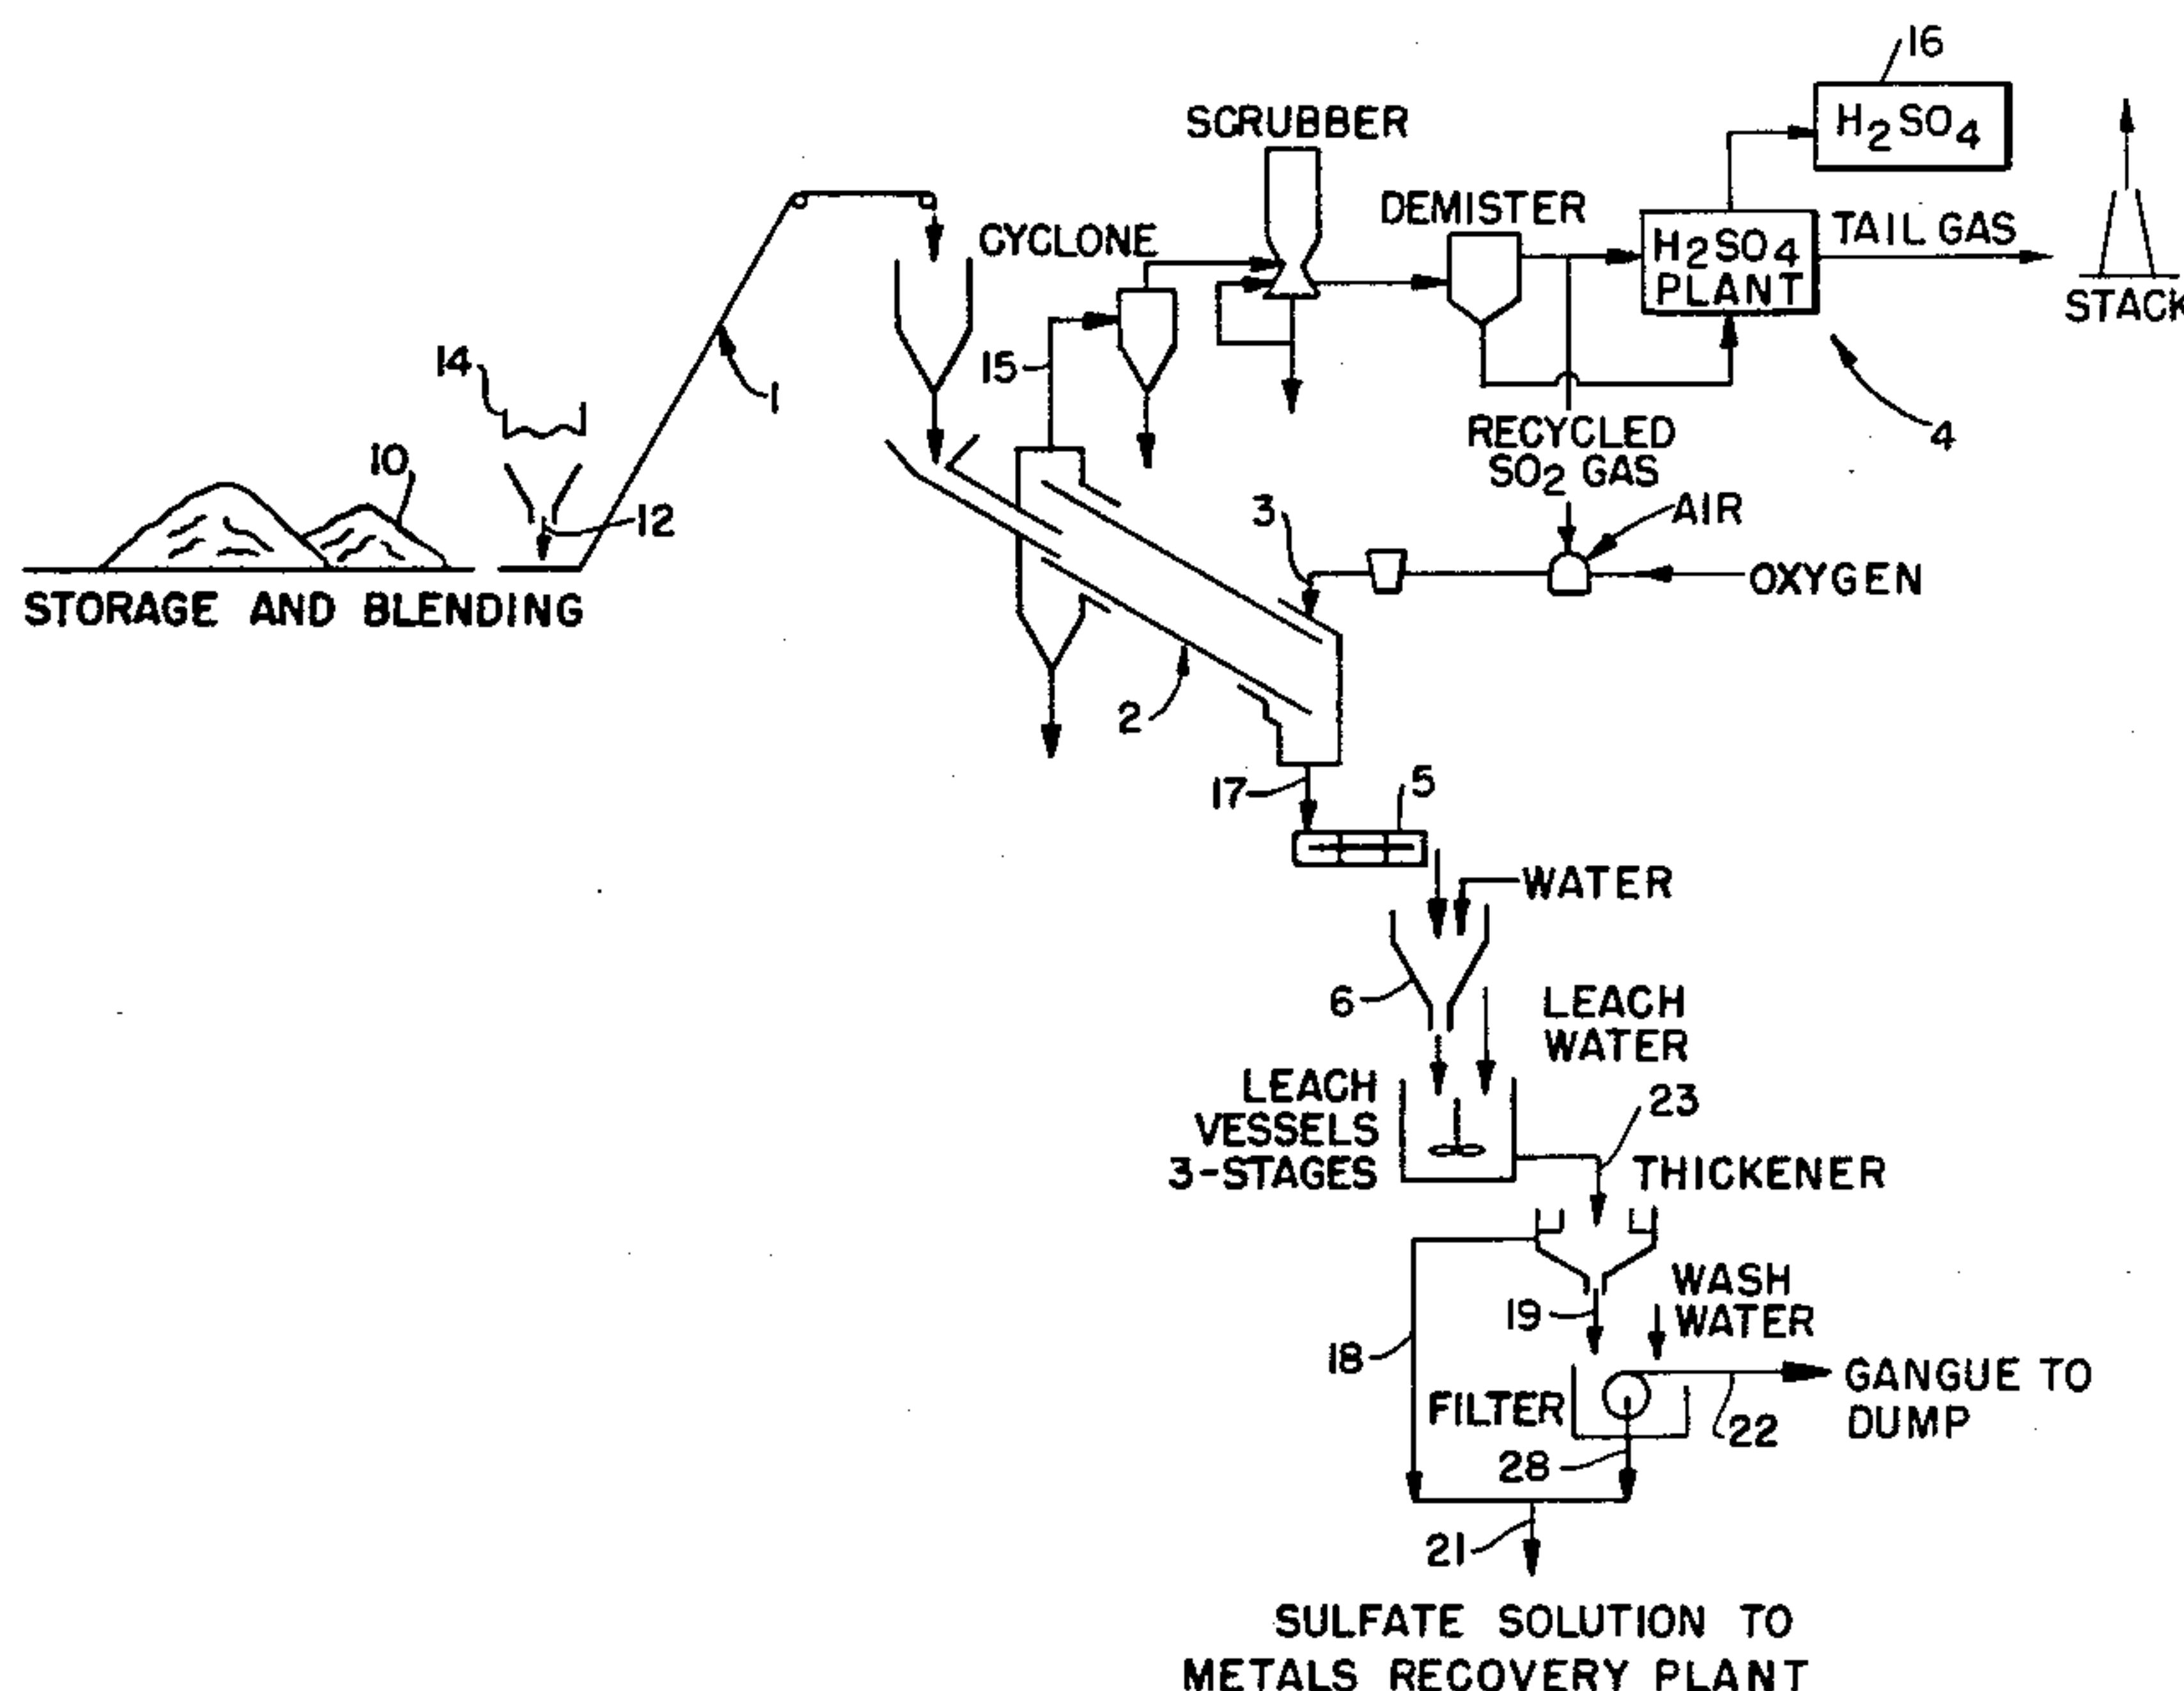 16
H2SO4
SCRUBBER
DEMISTER
CYCLONE
H2SO4
PLANT
TAIL GAS
STACK
14
1
15
4
RECYCLED
SO2 GAS
10
12
3
AIR
OXYGEN
STORAGE AND BLENDING
2
17
5
WATER
6
LEACH
WATER
LEACH
VESSELS
3-STAGES
23
THICKENER
19
WASH
WATER
18
FILTER
GANGUE TO
DUMP
22
28
21
SULFATE SOLUTION TO
METALS RECOVERY PLANT